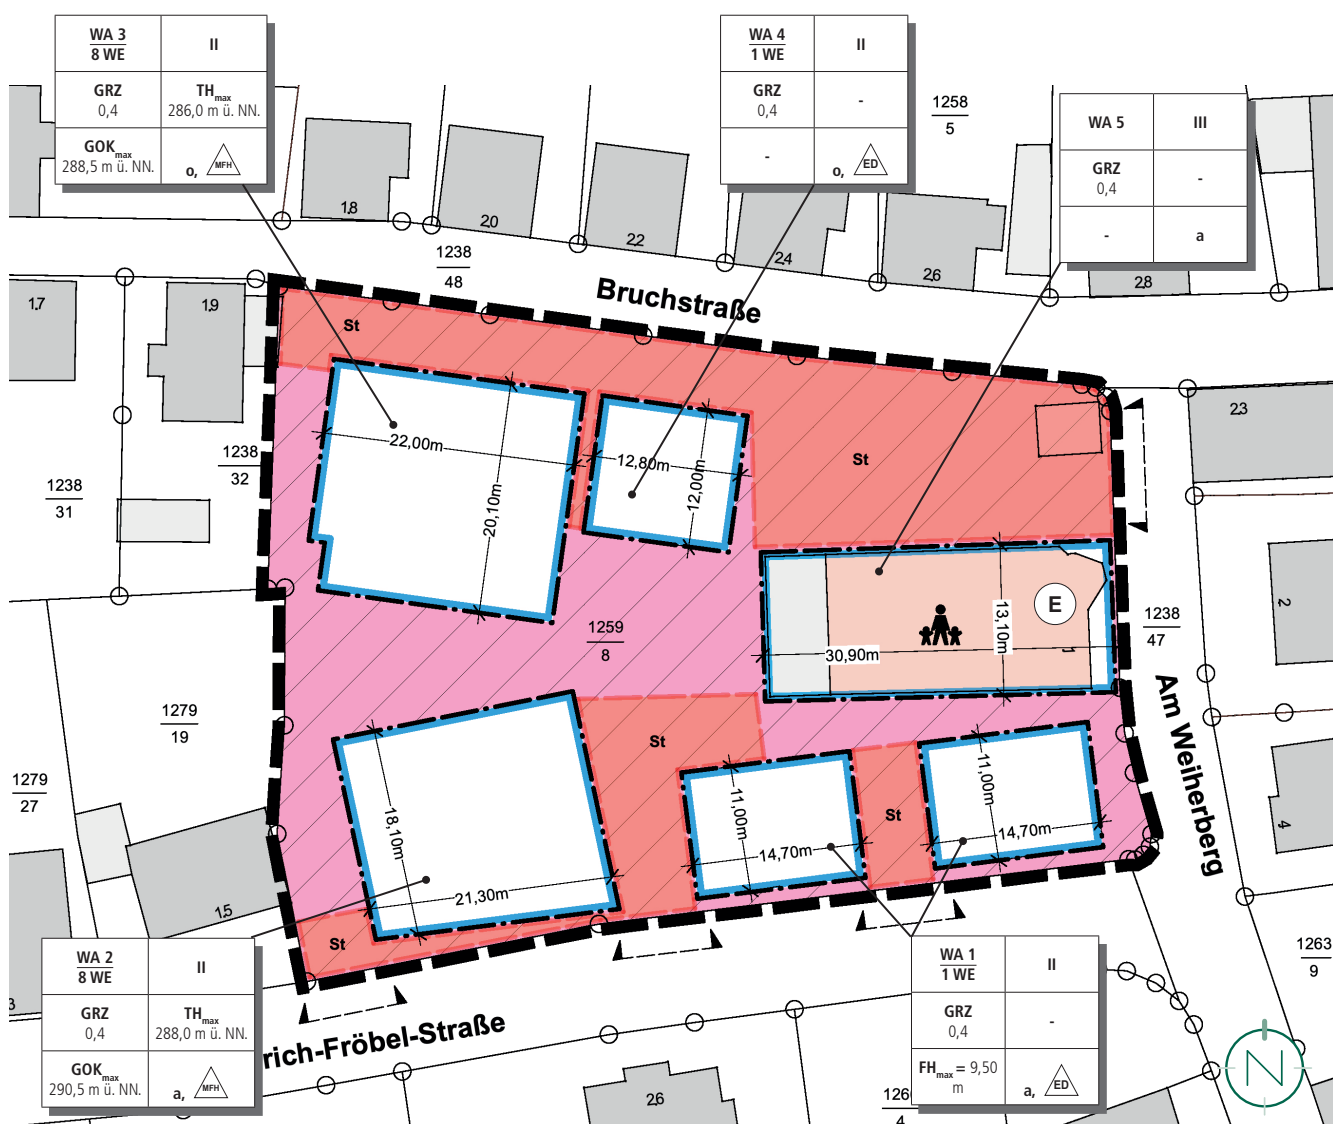 WA 3
8 WE
II
GRZ
0,4
THmax
286,0 m ü. NN.
GOKmax
288,5 m ü. NN.
o, MFH
WA 4
1 WE
II
GRZ
0,4
-
-
o, ED
1258
5
WA 5
III
GRZ
0,4
-
-
a
18
20
22
24
26
28
1238
48
Bruchstraße
17
19
St
23
22,00m
12,80m
12,00m
20,10m
St
1238
32
1238
31
E
13,10m
30,90m
1
2
1259
8
1238
47
1279
19
1279
27
Am Weiherberg
St
11,00m
14,70m
St
11,00m
14,70m
18,10m
21,30m
4
15
St
WA 2
8 WE
II
GRZ
0,4
THmax
288,0 m ü. NN.
GOKmax
290,5 m ü. NN.
a, MFH
3
rich-Fröbel-Straße
WA 1
1 WE
II
GRZ
0,4
-
FHmax = 9,50
m
a, ED
1263
9
26
126
4
N